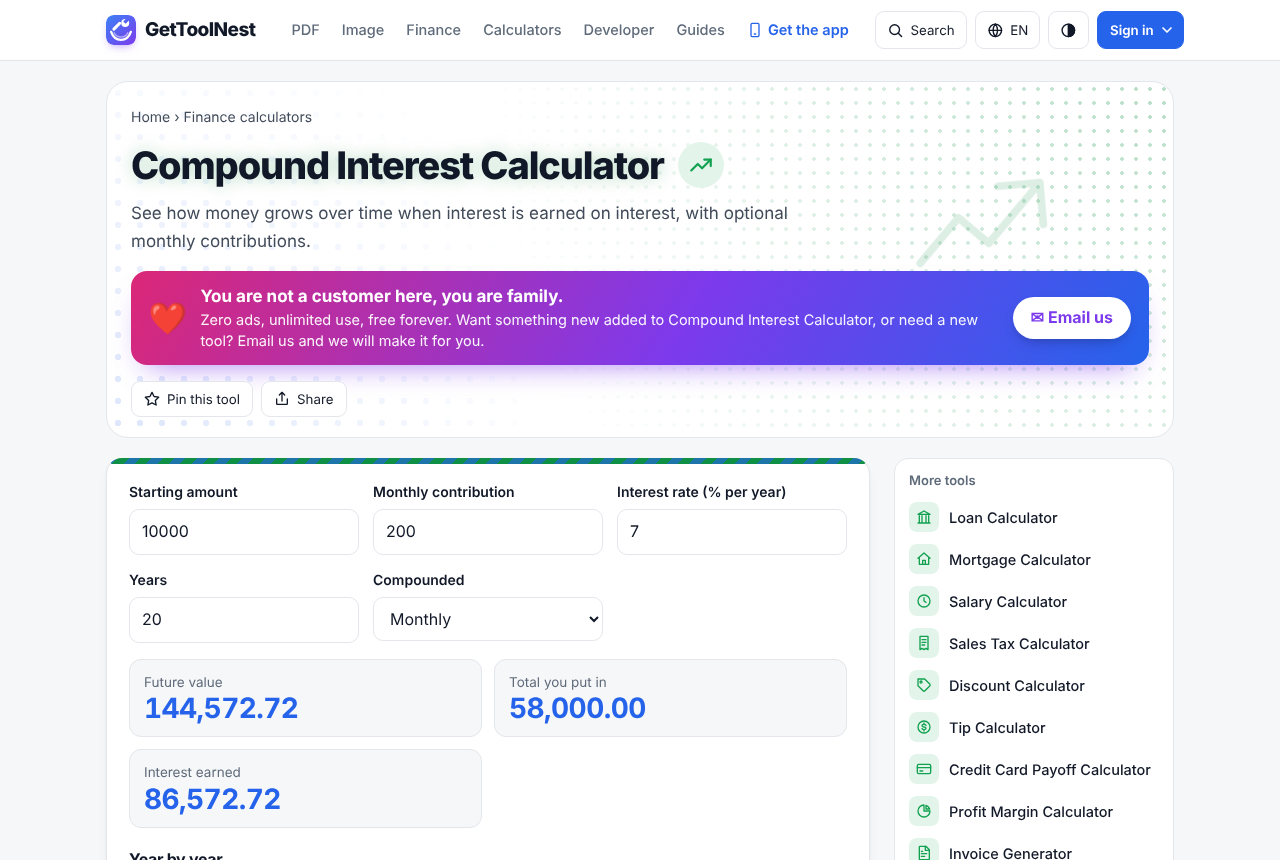 GetToolNest
PDF
Image
Finance
Calculators
Developer
Guides
Get the app
Search
EN
Sign in
Home › Finance calculators
Compound Interest Calculator
See how money grows over time when interest is earned on interest, with optional
monthly contributions.
You are not a customer here, you are family.
Zero ads, unlimited use, free forever. Want something new added to Compound Interest Calculator, or need a new
tool? Email us and we will make it for you.
✉ Email us
Pin this tool
Share
Starting amount
Monthly contribution
Interest rate (% per year)
10000
200
7
Years
Compounded
20
Monthly
Future value
144,572.72
Total you put in
58,000.00
Interest earned
86,572.72
Year by year
More tools
Loan Calculator
Mortgage Calculator
Salary Calculator
Sales Tax Calculator
Discount Calculator
Tip Calculator
Credit Card Payoff Calculator
Profit Margin Calculator
Invoice Generator